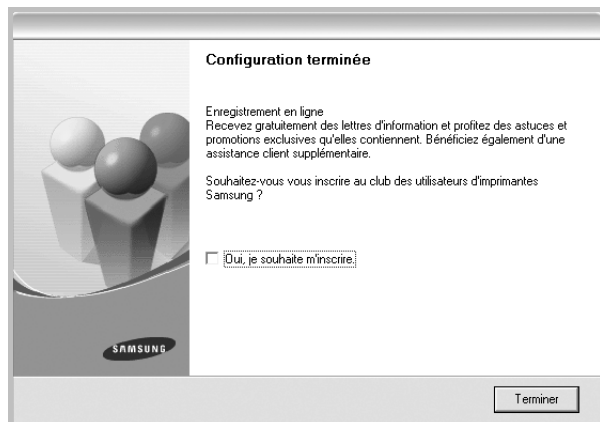 Configuration terminée
Enregistrement en ligne
Recevez gratuitement des lettres d'information et profitez des astuces et
promotions exclusives qu'elles contiennent. Bénéficiez également d'une
assistance client supplémentaire.
Souhaitez-vous vous inscrire au club des utilisateurs d'imprimantes
Samsung ?
Oui, je souhaite m'inscrire.
SAMSUNG
Terminer